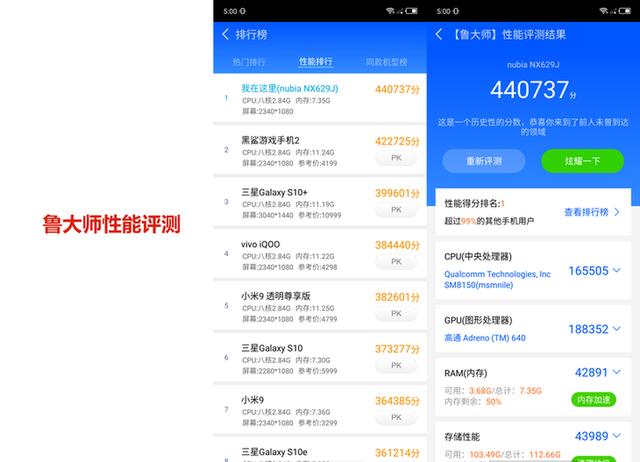 鲁大师性能评测
5:00
排行榜
热门排行
性能排行
同款机型榜
1
我在这里(nubia NX629J)
440737分
CPU:八核2.84G 内存:7.35G
屏幕:2340*1080
2
黑鲨游戏手机2
422725分
CPU:八核2.84G 内存:11.24G
屏幕:2340*1080 参考价:4199
PK
3
三星Galaxy S10+
399601分
CPU:八核2.84G 内存:11.19G
屏幕:3040*1440 参考价:10999
PK
4
vivo iQOO
384440分
CPU:八核2.84G 内存:11.22G
屏幕:2340*1080 参考价:4298
PK
5
小米9 透明尊享版
382601分
CPU:八核2.84G 内存:11.25G
屏幕:2340*1080 参考价:4799
PK
6
三星Galaxy S10
373277分
CPU:八核2.84G 内存:7.30G
屏幕:2280*1080 参考价:5999
PK
7
小米9
364385分
CPU:八核2.84G 内存:7.36G
屏幕:2340*1080 参考价:3299
PK
8
三星Galaxy S10e
361214分
5:00
【鲁大师】性能评测结果
nubia NX629J
440737分
这是一个历史性的分数，恭喜你来到了前人未曾到达
的领域
重新评测
炫耀一下
性能得分排名:1
超过99%的其他手机用户
查看排行榜
CPU(中央处理器)
Qualcomm Technologies, Inc
SM8150(msmnile)
165505
GPU(图形处理器)
高通 Adreno (TM) 640
188352
RAM(内存)
42891
可用：3.68G/总计：7.35G
内存剩余：50%
内存加速
存储性能
43989
可用：103.49G/总计：112.66G